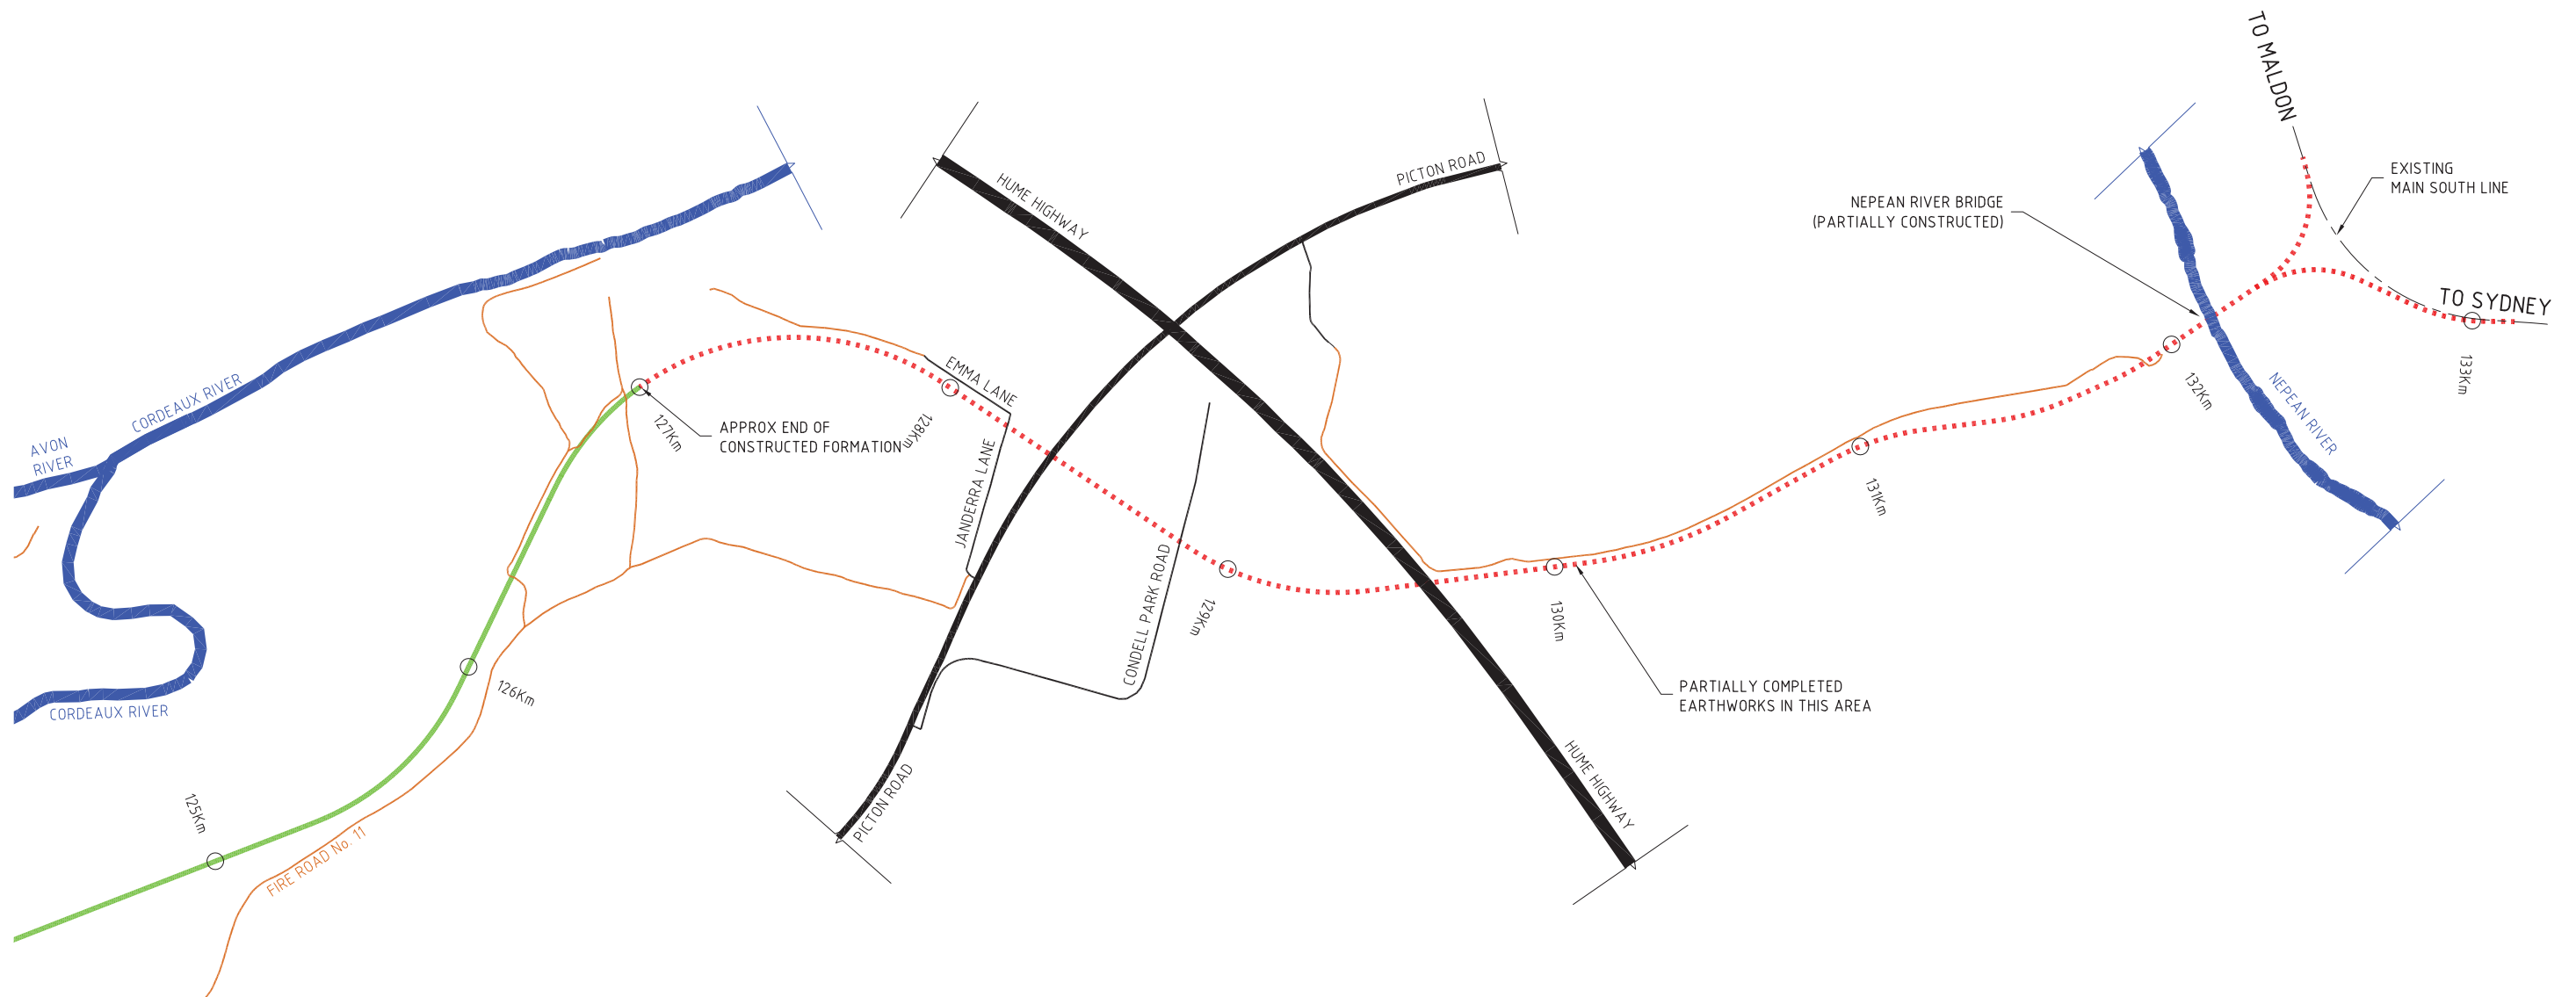 TO MALDON
EXISTING
MAIN SOUTH LINE
NEPEAN RIVER BRIDGE
(PARTIALLY CONSTRUCTED)
TO SYDNEY
133Km
132Km
NEPEAN RIVER
HUME HIGHWAY
PICTON ROAD
EMMA LANE
CORDEAUX RIVER
AVON
RIVER
127Km
APPROX END OF
CONSTRUCTED FORMATION
128Km
JANDERRA LANE
CONDELL PARK ROAD
129Km
130Km
131Km
PARTIALLY COMPLETED
EARTHWORKS IN THIS AREA
CORDEAUX RIVER
126Km
125Km
FIRE ROAD No. 11
PICTON ROAD
HUME HIGHWAY